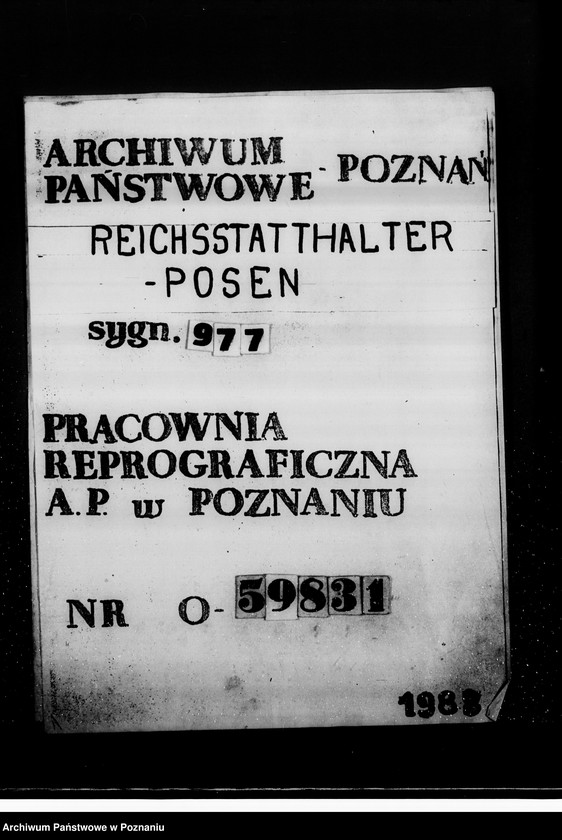 ARCHIWUM
PAŃSTWOWE - POZNAŃ
REICHSSTATTHALTER
-POSEN
sygn. 977
PRACOWNIA
REPROGRAFICZNA
A.P. w POZNANIU
NR O-59831
1988
Archiwum Państwowe w Poznaniu